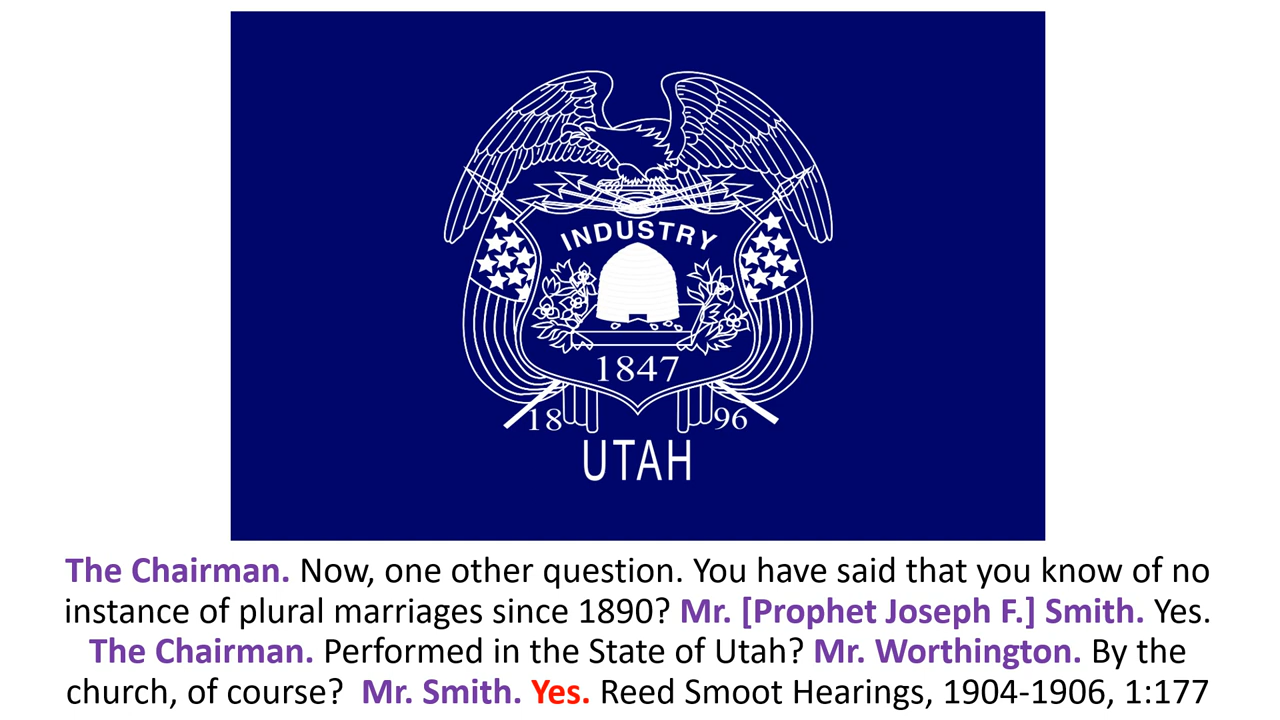 INDUSTRY
1847
18 96
UTAH
The Chairman. Now, one other question. You have said that you know of no
instance of plural marriages since 1890? Mr. [Prophet Joseph F.] Smith. Yes.
The Chairman. Performed in the State of Utah? Mr. Worthington. By the
church, of course? Mr. Smith. Yes. Reed Smoot Hearings, 1904-1906, 1:177